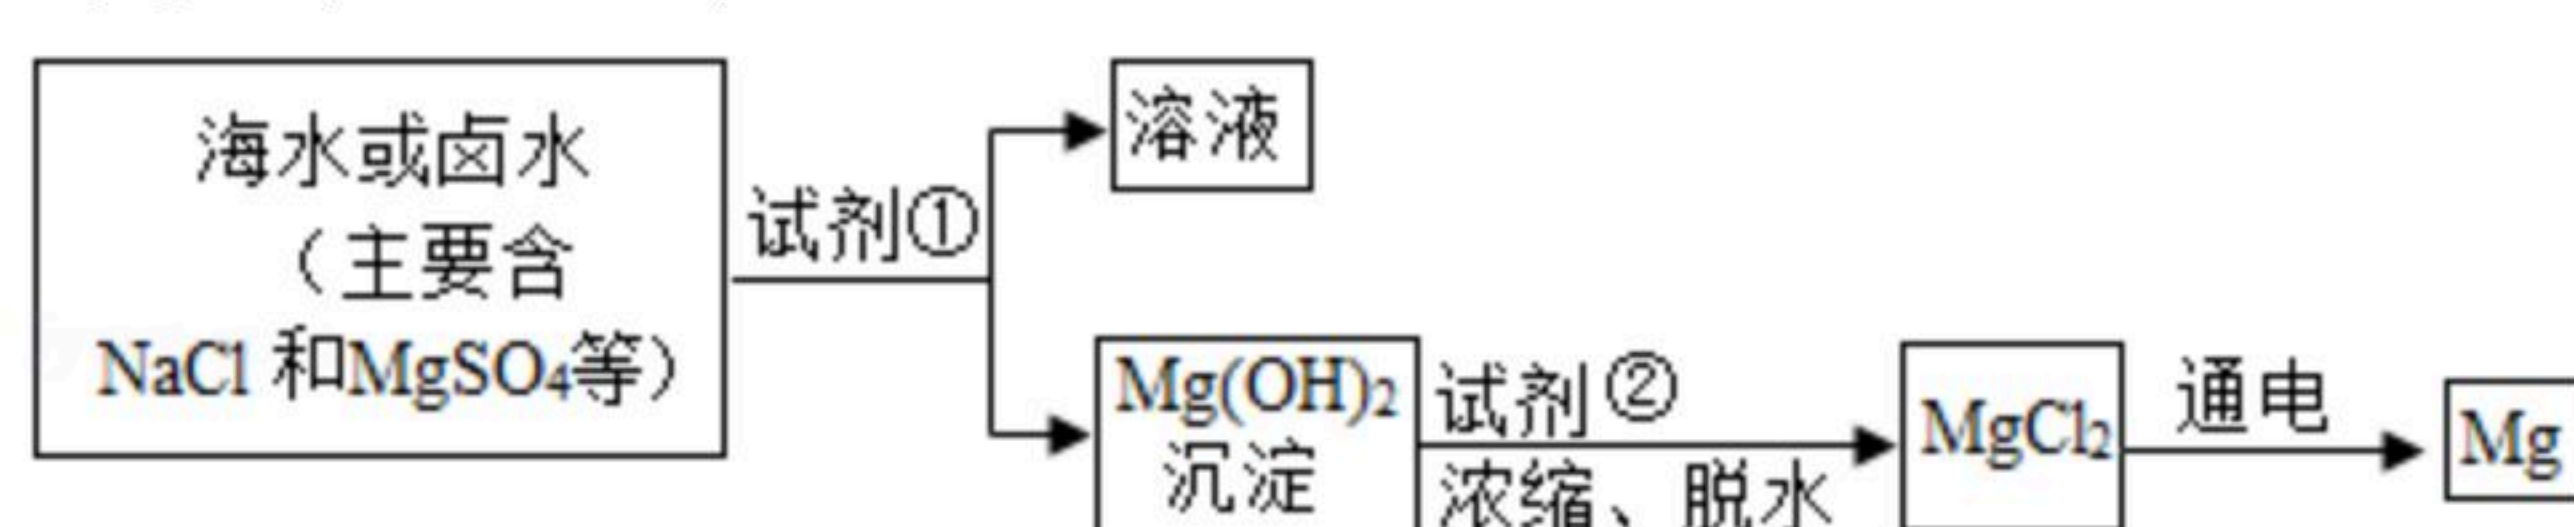 海水或卤水
（主要含
NaCl 和MgSO₄等）
试剂①
溶液
Mg(OH)₂
沉淀
试剂②
浓缩、脱水
MgCl₂
通电
Mg